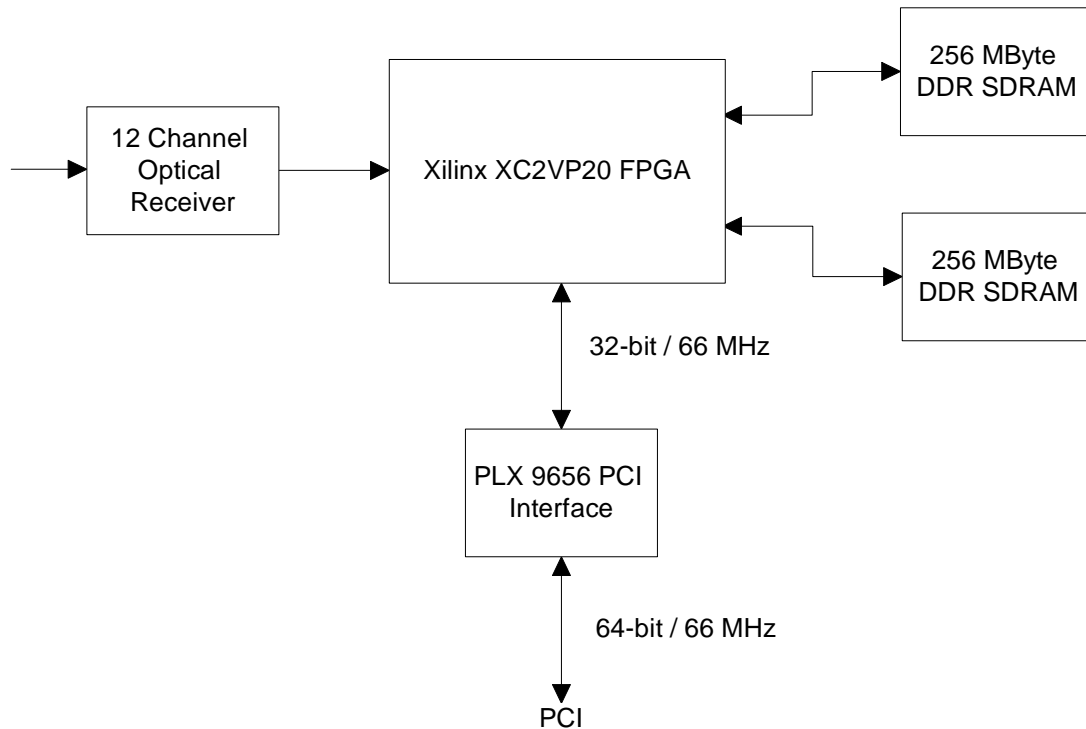 256 MByte
DDR SDRAM
12 Channel
Optical
Receiver
Xilinx XC2VP20 FPGA
256 MByte
DDR SDRAM
32-bit / 66 MHz
PLX 9656 PCI
Interface
64-bit / 66 MHz
PCI